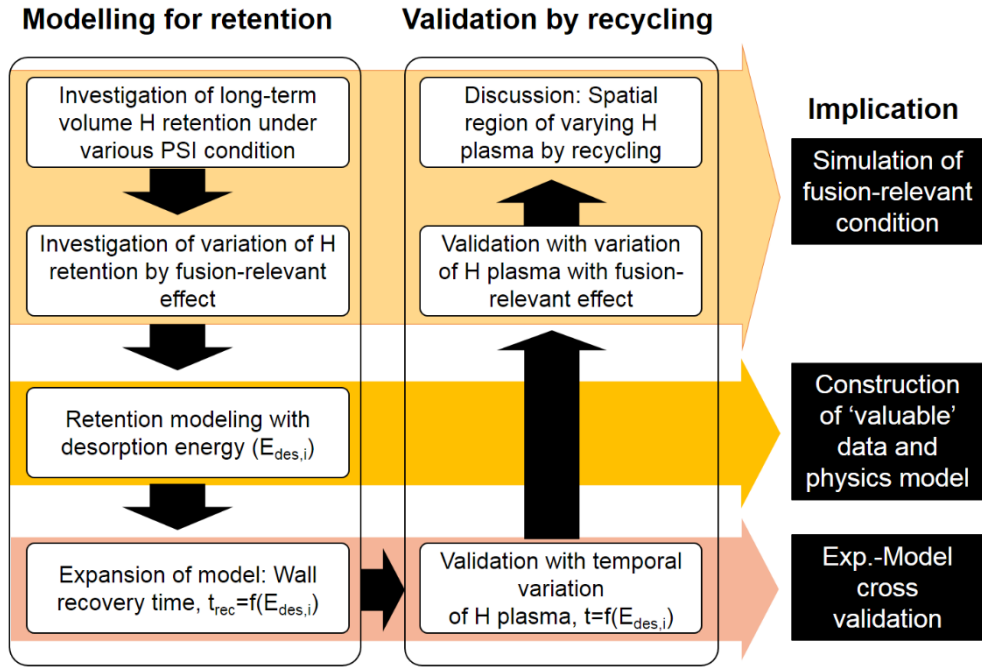 Modelling for retention
Investigation of long-term
volume H retention under
various PSI condition
Investigation of variation of H
retention by fusion-relevant
effect
Retention modeling with
desorption energy (E_des,i)
Expansion of model: Wall
recovery time, t_rec=f(E_des,i)
Validation by recycling
Discussion: Spatial
region of varying H
plasma by recycling
Validation with variation
of H plasma with fusion-
relevant effect
Validation with temporal
variation
of H plasma, t=f(E_des,i)
Implication
Simulation of
fusion-relevant
condition
Construction
of ‘valuable’
data and
physics model
Exp.-Model
cross
validation